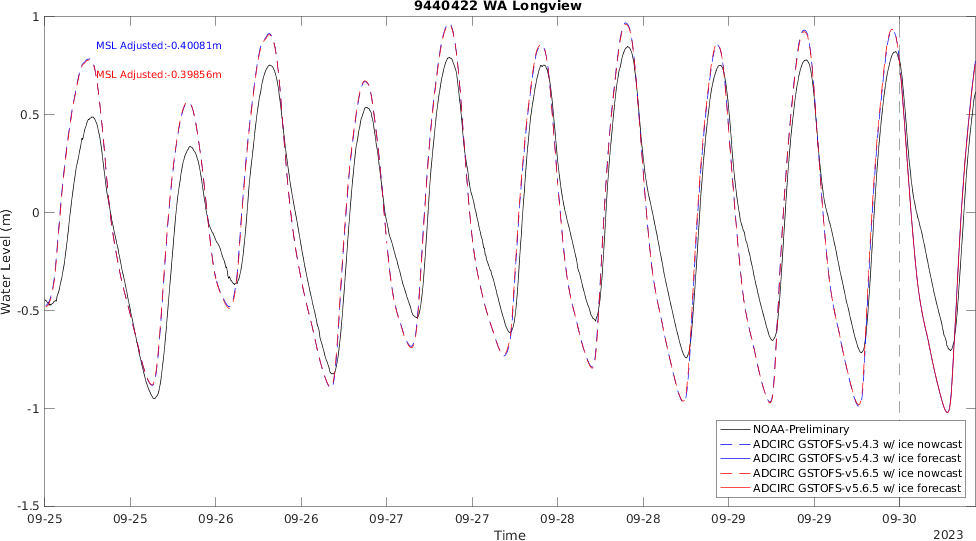 9440422 WA Longview
MSL Adjusted:-0.40081m
MSL Adjusted:-0.39856m
Water Level (m)
1
0.5
0
-0.5
-1
-1.5
NOAA-Preliminary
ADCIRC GSTOFS-v5.4.3 w/ ice nowcast
ADCIRC GSTOFS-v5.4.3 w/ ice forecast
ADCIRC GSTOFS-v5.6.5 w/ ice nowcast
ADCIRC GSTOFS-v5.6.5 w/ ice forecast
09-25 09-25 09-26 09-26 09-27 09-27 09-28 09-28 09-29 09-29 09-30
Time
2023